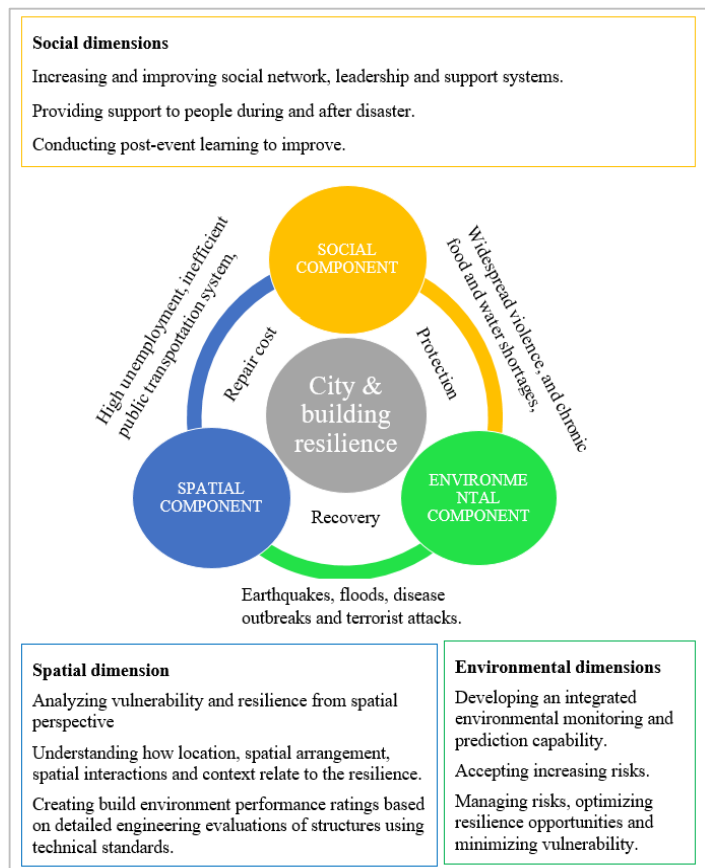 Social dimensions
Increasing and improving social network, leadership and support systems.
Providing support to people during and after disaster.
Conducting post-event learning to improve.
SOCIAL
COMPONENT
High unemployment, inefficient
public transportation system,
Widespread violence, and chronic
food and water shortages,
Repair cost
Protection
City &
building
resilience
SPATIAL
COMPONENT
ENVIRONME
NTAL
COMPONENT
Recovery
Earthquakes, floods, disease
outbreaks and terrorist attacks.
Spatial dimension
Analyzing vulnerability and resilience from spatial
perspective
Understanding how location, spatial arrangement,
spatial interactions and context relate to the resilience.
Creating build environment performance ratings based
on detailed engineering evaluations of structures using
technical standards.
Environmental dimensions
Developing an integrated
environmental monitoring and
prediction capability.
Accepting increasing risks.
Managing risks, optimizing
resilience opportunities and
minimizing vulnerability.